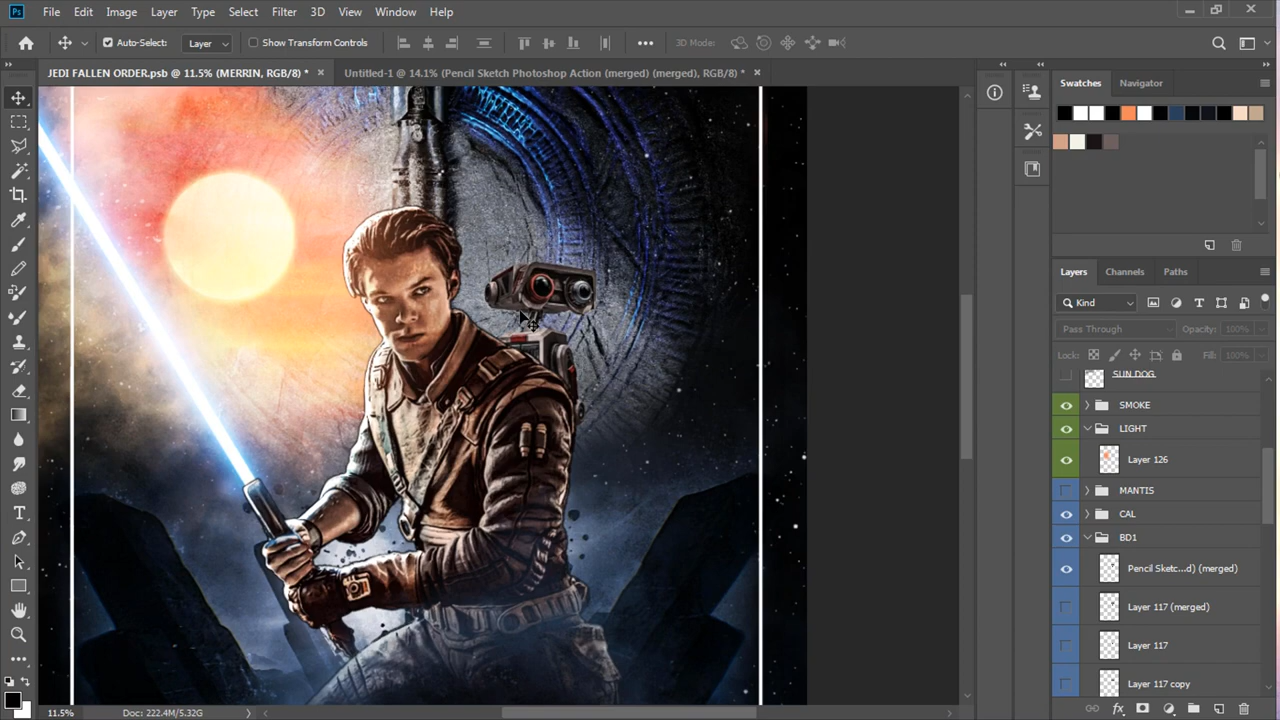 Ps File Edit Image Layer Type Select Filter 3D View Window Help
Auto-Select: Layer Show Transform Controls 3D Mode:
JEDI FALLEN ORDER.psb @ 11.5% (MERRIN, RGB/8) * × Untitled-1 @ 14.1% (Pencil Sketch Photoshop Action (merged) (merged), RGB/8) * ×
Swatches Navigator
Layers Channels Paths
Kind
Pass Through Opacity: 100%
Lock: Fill: 100%
SUN DOG
SMOKE
LIGHT
Layer 126
MANTIS
CAL
BD1
Pencil Sketc...d) (merged)
Layer 117 (merged)
Layer 117
Layer 117 copy
11.5% Doc: 222.4M/5.32G